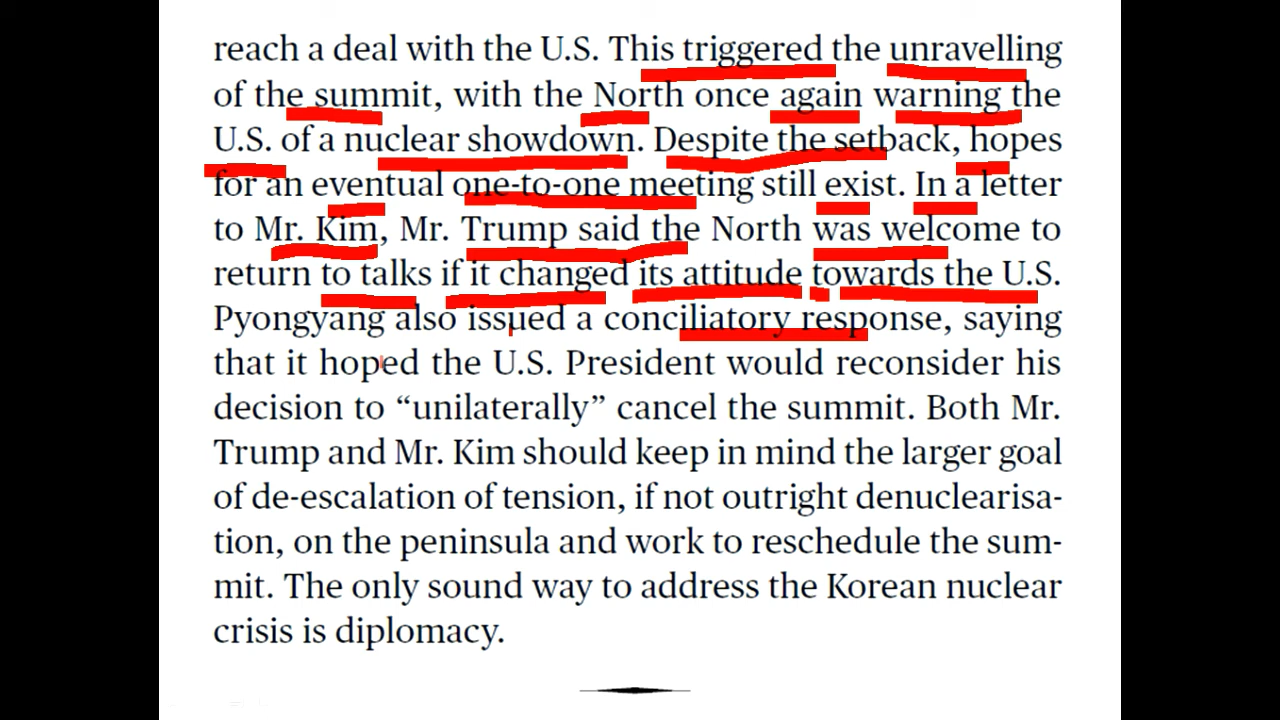 reach a deal with the U.S. This triggered the unravelling
of the summit, with the North once again warning the
U.S. of a nuclear showdown. Despite the setback, hopes
for an eventual one-to-one meeting still exist. In a letter
to Mr. Kim, Mr. Trump said the North was welcome to
return to talks if it changed its attitude towards the U.S.
Pyongyang also issued a conciliatory response, saying
that it hoped the U.S. President would reconsider his
decision to “unilaterally” cancel the summit. Both Mr.
Trump and Mr. Kim should keep in mind the larger goal
of de-escalation of tension, if not outright denuclearisa-
tion, on the peninsula and work to reschedule the sum-
mit. The only sound way to address the Korean nuclear
crisis is diplomacy.